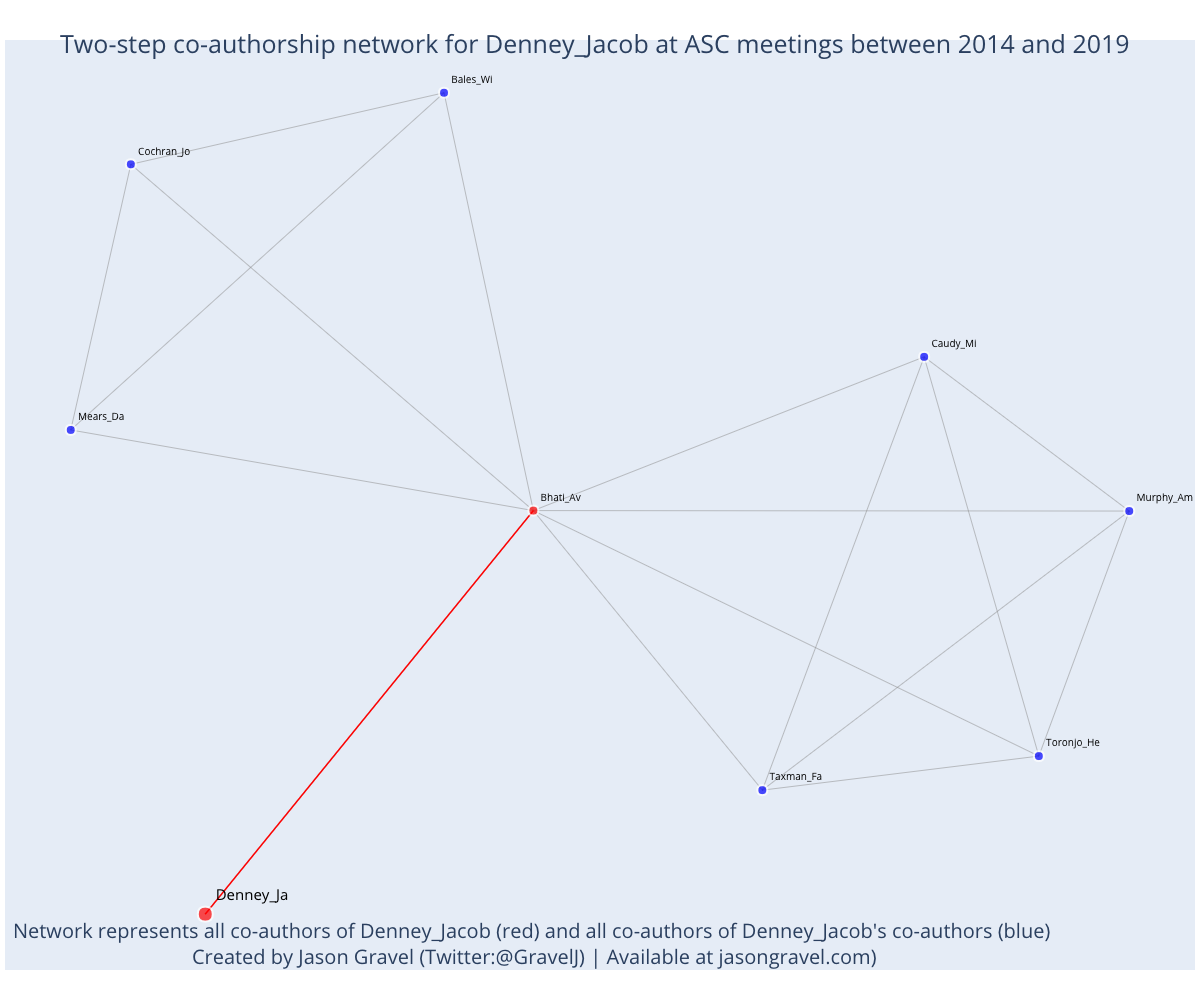 Two-step co-authorship network for Denney_Jacob at ASC meetings between 2014 and 2019
Bales_Wi
Cochran_Jo
Caudy_Mi
Mears_Da
Bhati_Av
Murphy_Am
Toronjo_He
Taxman_Fa
Denney_Ja
Network represents all co-authors of Denney_Jacob (red) and all co-authors of Denney_Jacob's co-authors (blue)
Created by Jason Gravel (Twitter:@GravelJ) | Available at jasongravel.com)